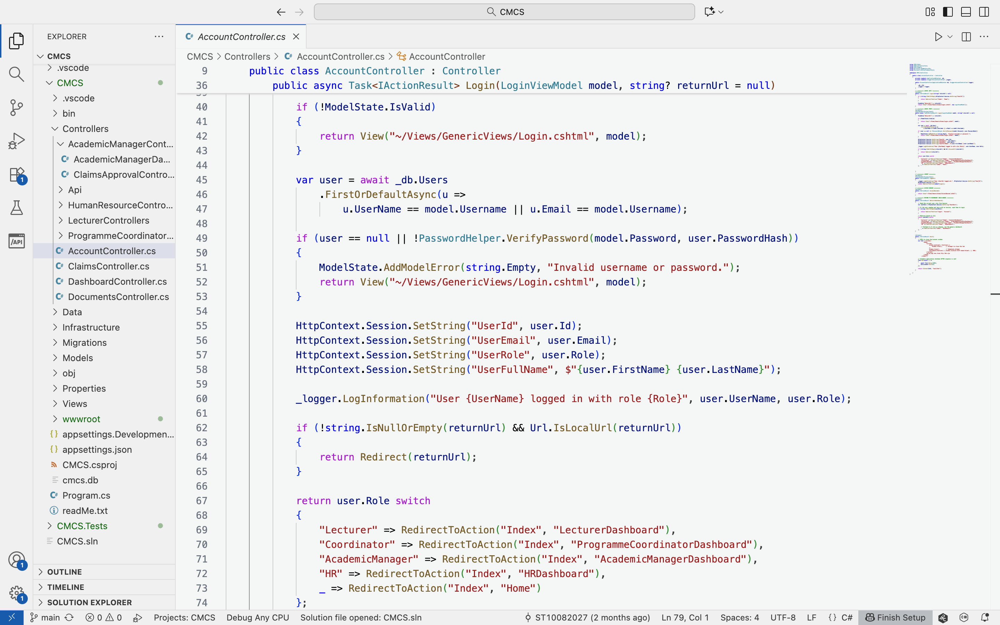 CMCS
EXPLORER
CMCS
.vscode
CMCS
.vscode
bin
Controllers
AcademicManagerCont...
AcademicManagerDa...
ClaimsApprovalContro...
Api
HumanResourceContro...
LecturerControllers
ProgrammeCoordinator...
AccountController.cs
ClaimsController.cs
DashboardController.cs
DocumentsController.cs
Data
Infrastructure
Migrations
Models
obj
Properties
Views
wwwroot
appsettings.Developmen...
appsettings.json
CMCS.csproj
cmcs.db
Program.cs
readMe.txt
CMCS.Tests
CMCS.sln
OUTLINE
TIMELINE
SOLUTION EXPLORER
1
/API
1
1
C# AccountController.cs
CMCS > Controllers > C# AccountController.cs > AccountController
9 public class AccountController : Controller
36 public async Task<IActionResult> Login(LoginViewModel model, string? returnUrl = null)
39
40 if (!ModelState.IsValid)
41 {
42 return View("~/Views/GenericViews/Login.cshtml", model);
43 }
44
45 var user = await _db.Users
46 .FirstOrDefaultAsync(u =>
47 u.UserName == model.Username || u.Email == model.Username);
48
49 if (user == null || !PasswordHelper.VerifyPassword(model.Password, user.PasswordHash))
50 {
51 ModelState.AddModelError(string.Empty, "Invalid username or password.");
52 return View("~/Views/GenericViews/Login.cshtml", model);
53 }
54
55 HttpContext.Session.SetString("UserId", user.Id);
56 HttpContext.Session.SetString("UserEmail", user.Email);
57 HttpContext.Session.SetString("UserRole", user.Role);
58 HttpContext.Session.SetString("UserFullName", $"{user.FirstName} {user.LastName}");
59
60 _logger.LogInformation("User {UserName} logged in with role {Role}", user.UserName, user.Role);
61
62 if (!string.IsNullOrEmpty(returnUrl) && Url.IsLocalUrl(returnUrl))
63 {
64 return Redirect(returnUrl);
65 }
66
67 return user.Role switch
68 {
69 "Lecturer" => RedirectToAction("Index", "LecturerDashboard"),
70 "Coordinator" => RedirectToAction("Index", "ProgrammeCoordinatorDashboard"),
71 "AcademicManager" => RedirectToAction("Index", "AcademicManagerDashboard"),
72 "HR" => RedirectToAction("Index", "HRDashboard"),
73 _ => RedirectToAction("Index", "Home")
74 };
main 0 0 Projects: CMCS Debug Any CPU Solution file opened: CMCS.sln ST10082027 (2 months ago) Ln 79, Col 1 Spaces: 4 UTF-8 LF {} C# Finish Setup